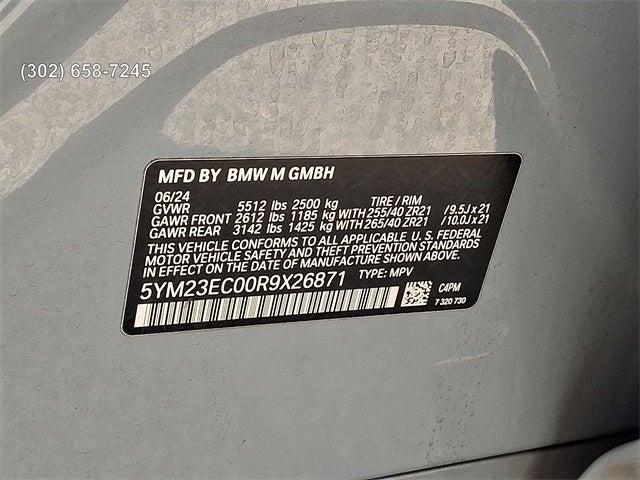 (302) 658-7245
MFD BY BMW M GMBH
06/24
GVWR 5512 lbs 2500 kg TIRE / RIM
GAWR FRONT 2612 lbs 1185 kg WITH 255/40 ZR21 / 9.5J x 21
GAWR REAR 3142 lbs 1425 kg WITH 265/40 ZR21 / 10.0J x 21
THIS VEHICLE CONFORMS TO ALL APPLICABLE U. S. FEDERAL
MOTOR VEHICLE SAFETY AND THEFT PREVENTION STANDARDS
IN EFFECT ON THE DATE OF MANUFACTURE SHOWN ABOVE.
5YM23EC00R9X26871 TYPE: MPV
C4PM
7 320 730